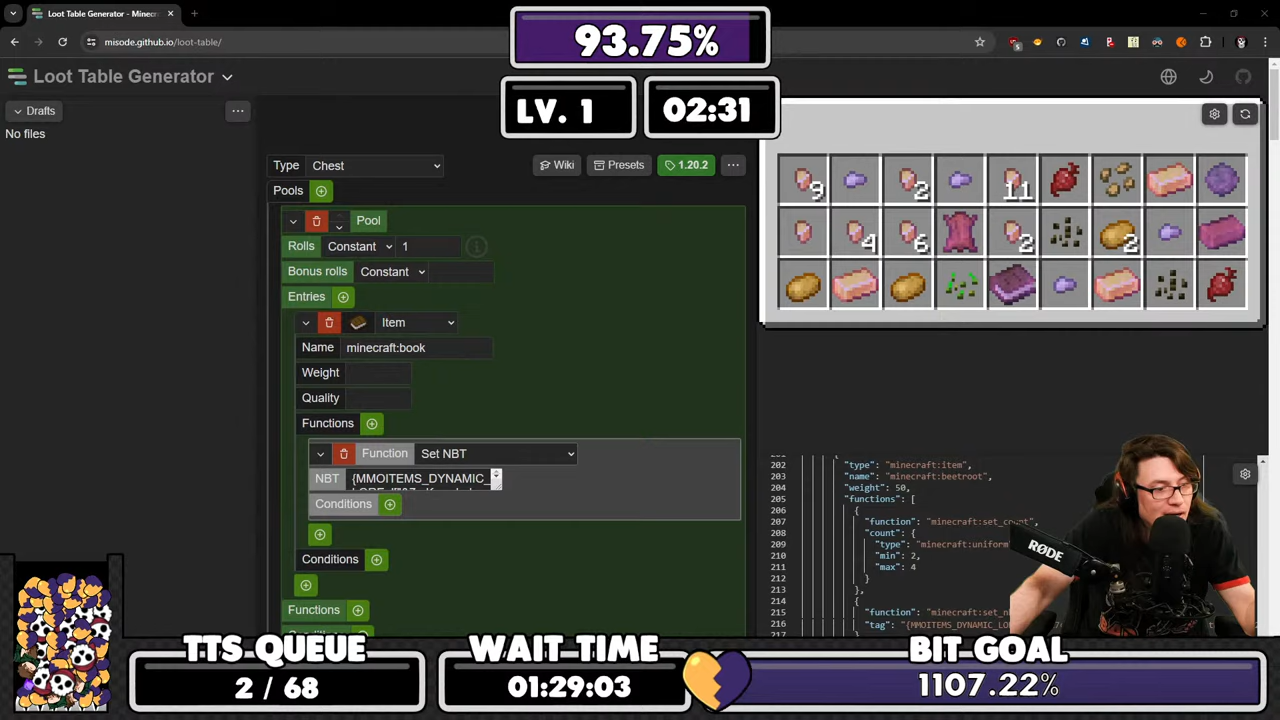 Loot Table Generator - Minec
misode.github.io/loot-table/
93.75%
Loot Table Generator
LV. 1
02:31
Drafts
No files
Type
Chest
Wiki
Presets
1.20.2
Pools
Pool
Rolls
Constant
1
Bonus rolls
Constant
Entries
Item
Name
minecraft:book
Weight
Quality
Functions
Function
Set NBT
NBT
{MMOITEMS_DYNAMIC_
Conditions
Conditions
Functions
9
2
11
4
6
2
2
202
"type": "minecraft:item",
203
"name": "minecraft:beetroot",
204
"weight": 50,
205
"functions": [
206
{
207
"function": "minecraft:set_count",
208
"count": {
209
"type": "minecraft:uniform
210
"min": 2,
211
"max": 4
212
}
213
},
214
{
215
"function": "minecraft:set_n
216
"tag": "{MMOITEMS_DYNAMIC_LO
217
RØDE
TTS QUEUE
2 / 68
WAIT TIME
01:29:03
BIT GOAL
1107.22%